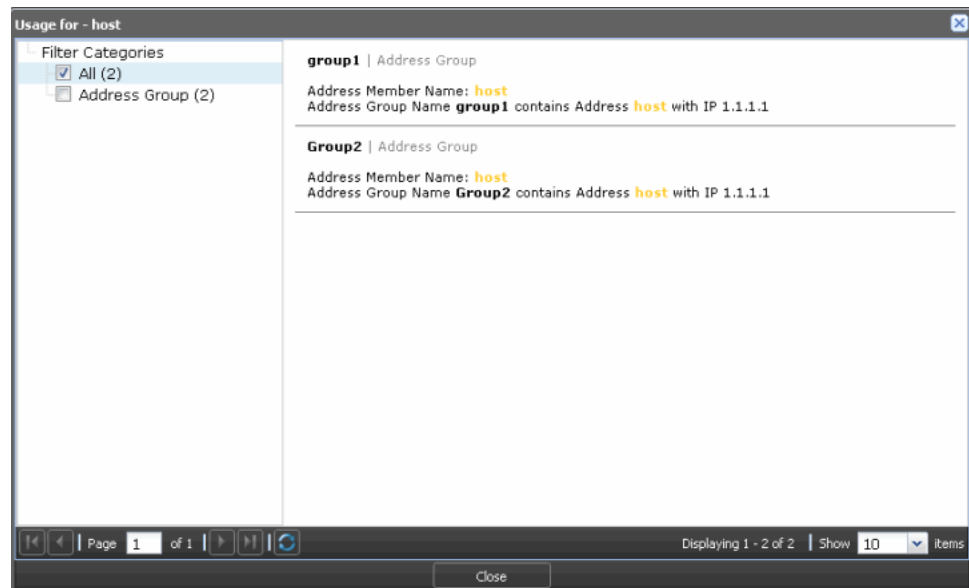 Usage for - host
Filter Categories
All (2)
Address Group (2)
group1 | Address Group
Address Member Name: host
Address Group Name group1 contains Address host with IP 1.1.1.1
Group2 | Address Group
Address Member Name: host
Address Group Name Group2 contains Address host with IP 1.1.1.1
Page 1 of 1 Displaying 1 - 2 of 2 Show 10 items
Close